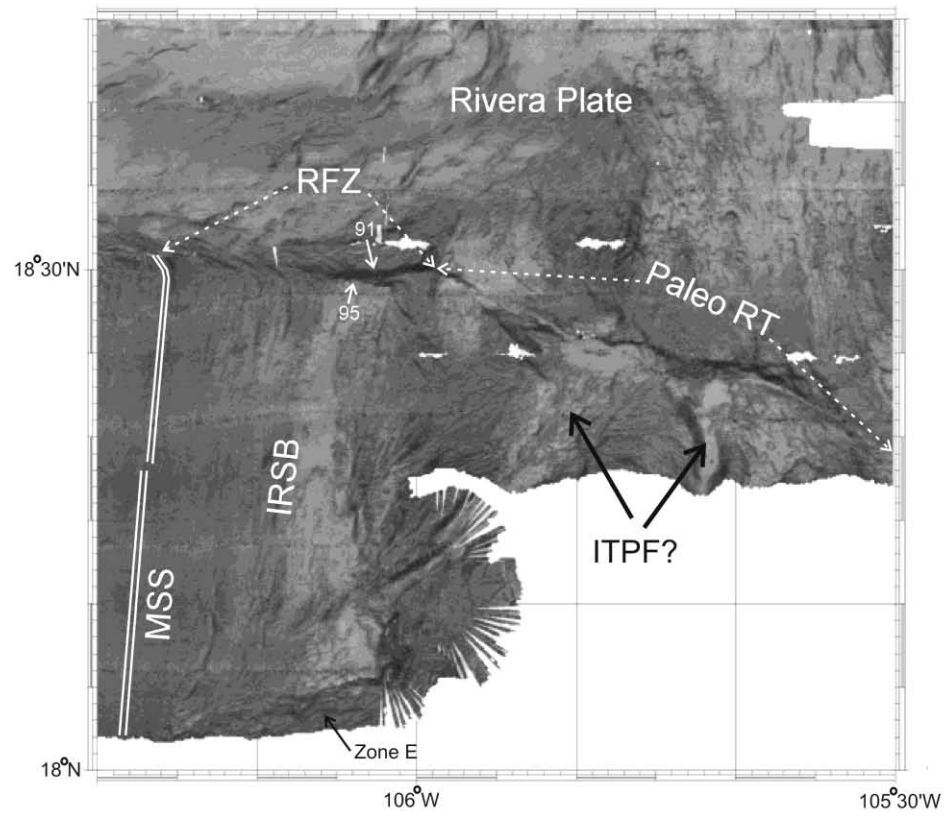 Rivera Plate
RFZ
91
18°30'N
Paleo RT
95
IRSB
ITPF?
MSS
Zone E
18°N
106°W
105°30'W